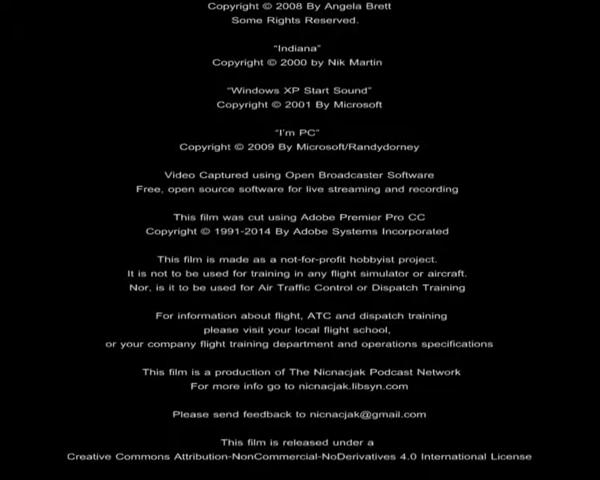 Copyright © 2008 By Angela Brett
Some Rights Reserved.
“Indiana”
Copyright © 2000 by Nik Martin
“Windows XP Start Sound”
Copyright © 2001 By Microsoft
“I’m PC”
Copyright © 2009 By Microsoft/Randydorney
Video Captured using Open Broadcaster Software
Free, open source software for live streaming and recording
This film was cut using Adobe Premier Pro CC
Copyright © 1991-2014 By Adobe Systems Incorporated
This film is made as a not-for-profit hobbyist project.
It is not to be used for training in any flight simulator or aircraft.
Nor, is it to be used for Air Traffic Control or Dispatch Training
For information about flight, ATC and dispatch training
please visit your local flight school,
or your company flight training department and operations specifications
This film is a production of The Nicnacjak Podcast Network
For more info go to nicnacjak.libsyn.com
Please send feedback to nicnacjak@gmail.com
This film is released under a
Creative Commons Attribution-NonCommercial-NoDerivatives 4.0 International License